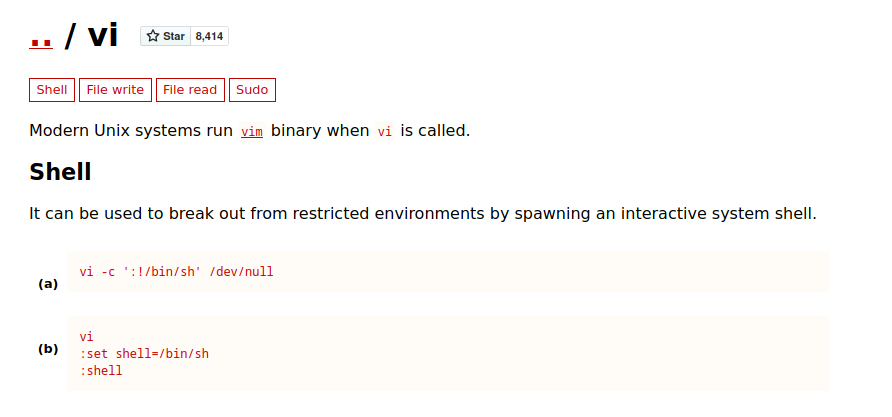 .. / vi
Star 8,414
Shell File write File read Sudo
Modern Unix systems run vim binary when vi is called.
Shell
It can be used to break out from restricted environments by spawning an interactive system shell.
(a)
vi -c ':!/bin/sh' /dev/null
(b)
vi
:set shell=/bin/sh
:shell